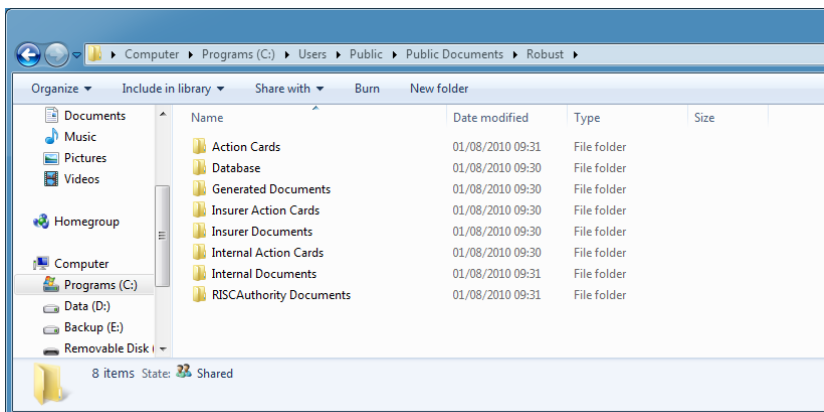 Computer Programs (C:) Users Public Public Documents Robust
Organize Include in library Share with Burn New folder
Documents
Music
Pictures
Videos
Homegroup
Computer
Programs (C:)
Data (D:)
Backup (E:)
Removable Disk
Name Date modified Type Size
Action Cards 01/08/2010 09:31 File folder
Database 01/08/2010 09:30 File folder
Generated Documents 01/08/2010 09:30 File folder
Insurer Action Cards 01/08/2010 09:30 File folder
Insurer Documents 01/08/2010 09:30 File folder
Internal Action Cards 01/08/2010 09:30 File folder
Internal Documents 01/08/2010 09:31 File folder
RISCAuthority Documents 01/08/2010 09:31 File folder
8 items State: Shared